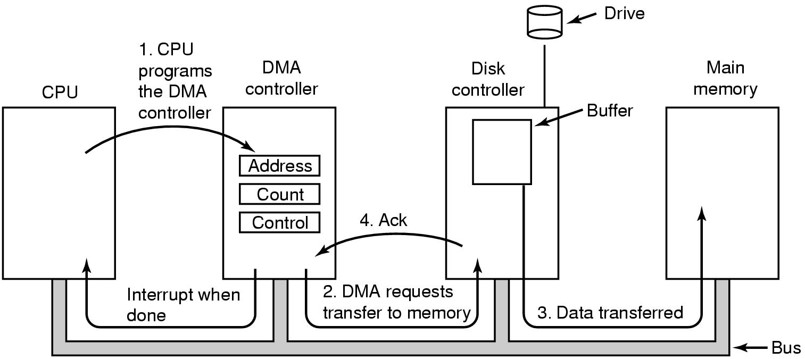 Drive
1. CPU
programs
the DMA
controller
CPU
DMA
controller
Disk
controller
Main
memory
Buffer
Address
Count
Control
4. Ack
Interrupt when
done
2. DMA requests
transfer to memory
3. Data transferred
Bus